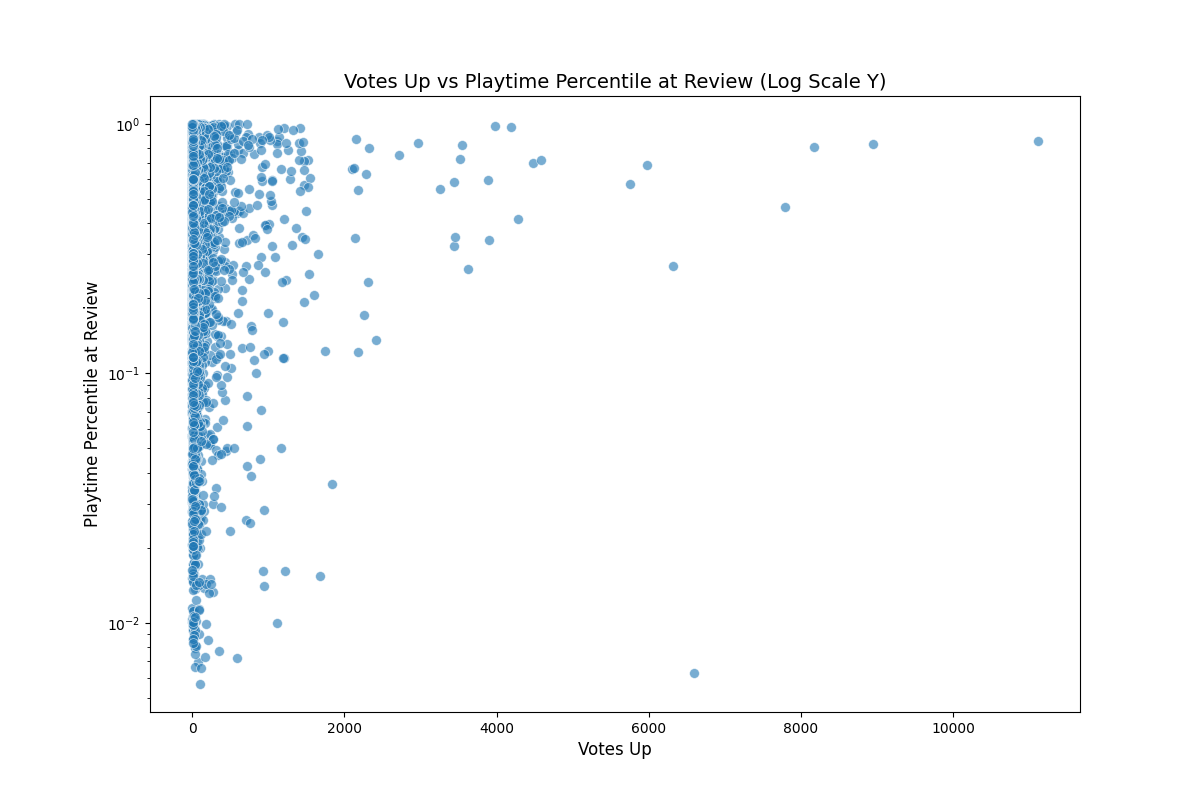 Votes Up vs Playtime Percentile at Review (Log Scale Y)
Playtime Percentile at Review
10⁰
10⁻¹
10⁻²
0 2000 4000 6000 8000 10000
Votes Up